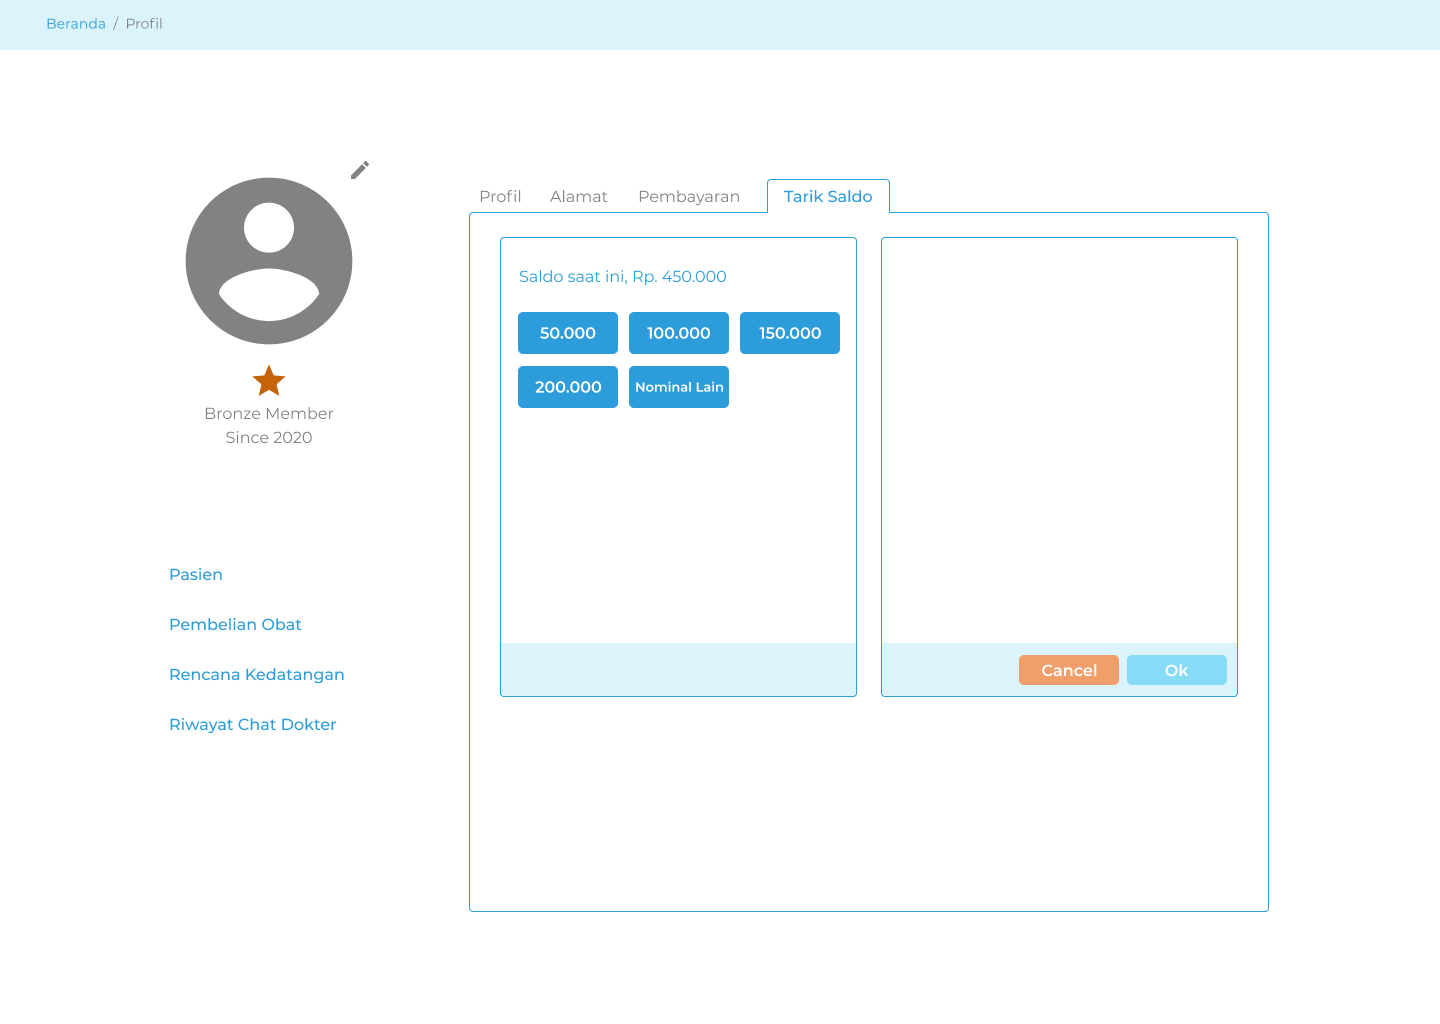 Beranda / Profil
Bronze Member
Since 2020
Pasien
Pembelian Obat
Rencana Kedatangan
Riwayat Chat Dokter
Profil Alamat Pembayaran Tarik Saldo
Saldo saat ini, Rp. 450.000
50.000 100.000 150.000
200.000 Nominal Lain
Cancel Ok